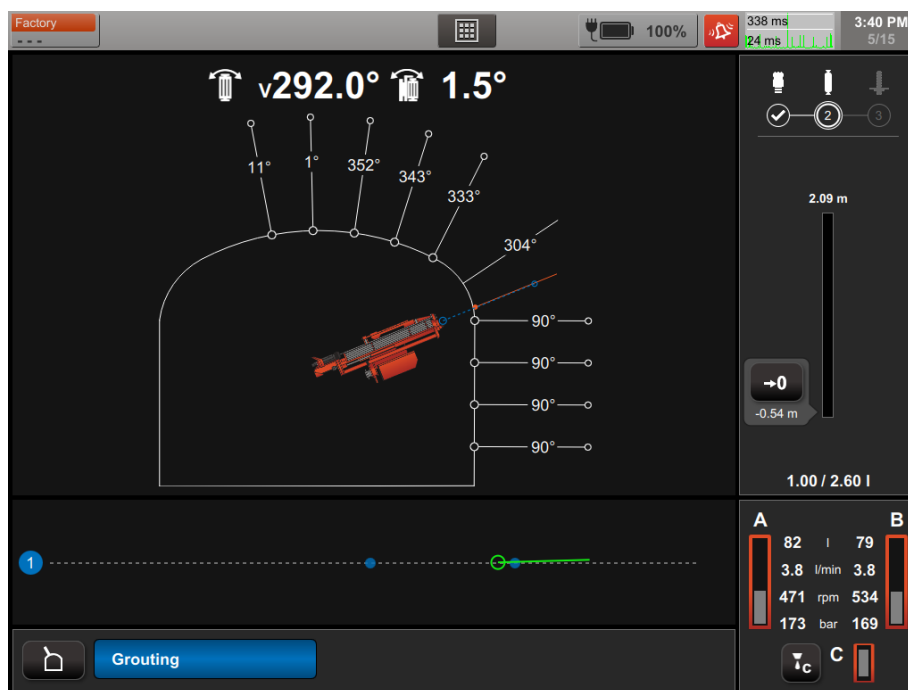 Factory
- - -
100%
338 ms
24 ms
3:40 PM
5/15
v292.0° 1.5°
2
3
11°
1°
352°
343°
333°
304°
90°
90°
90°
90°
2.09 m
→0
-0.54 m
1.00 / 2.60 l
1
A B
82 l 79
3.8 l/min 3.8
471 rpm 534
173 bar 169
C C
Grouting